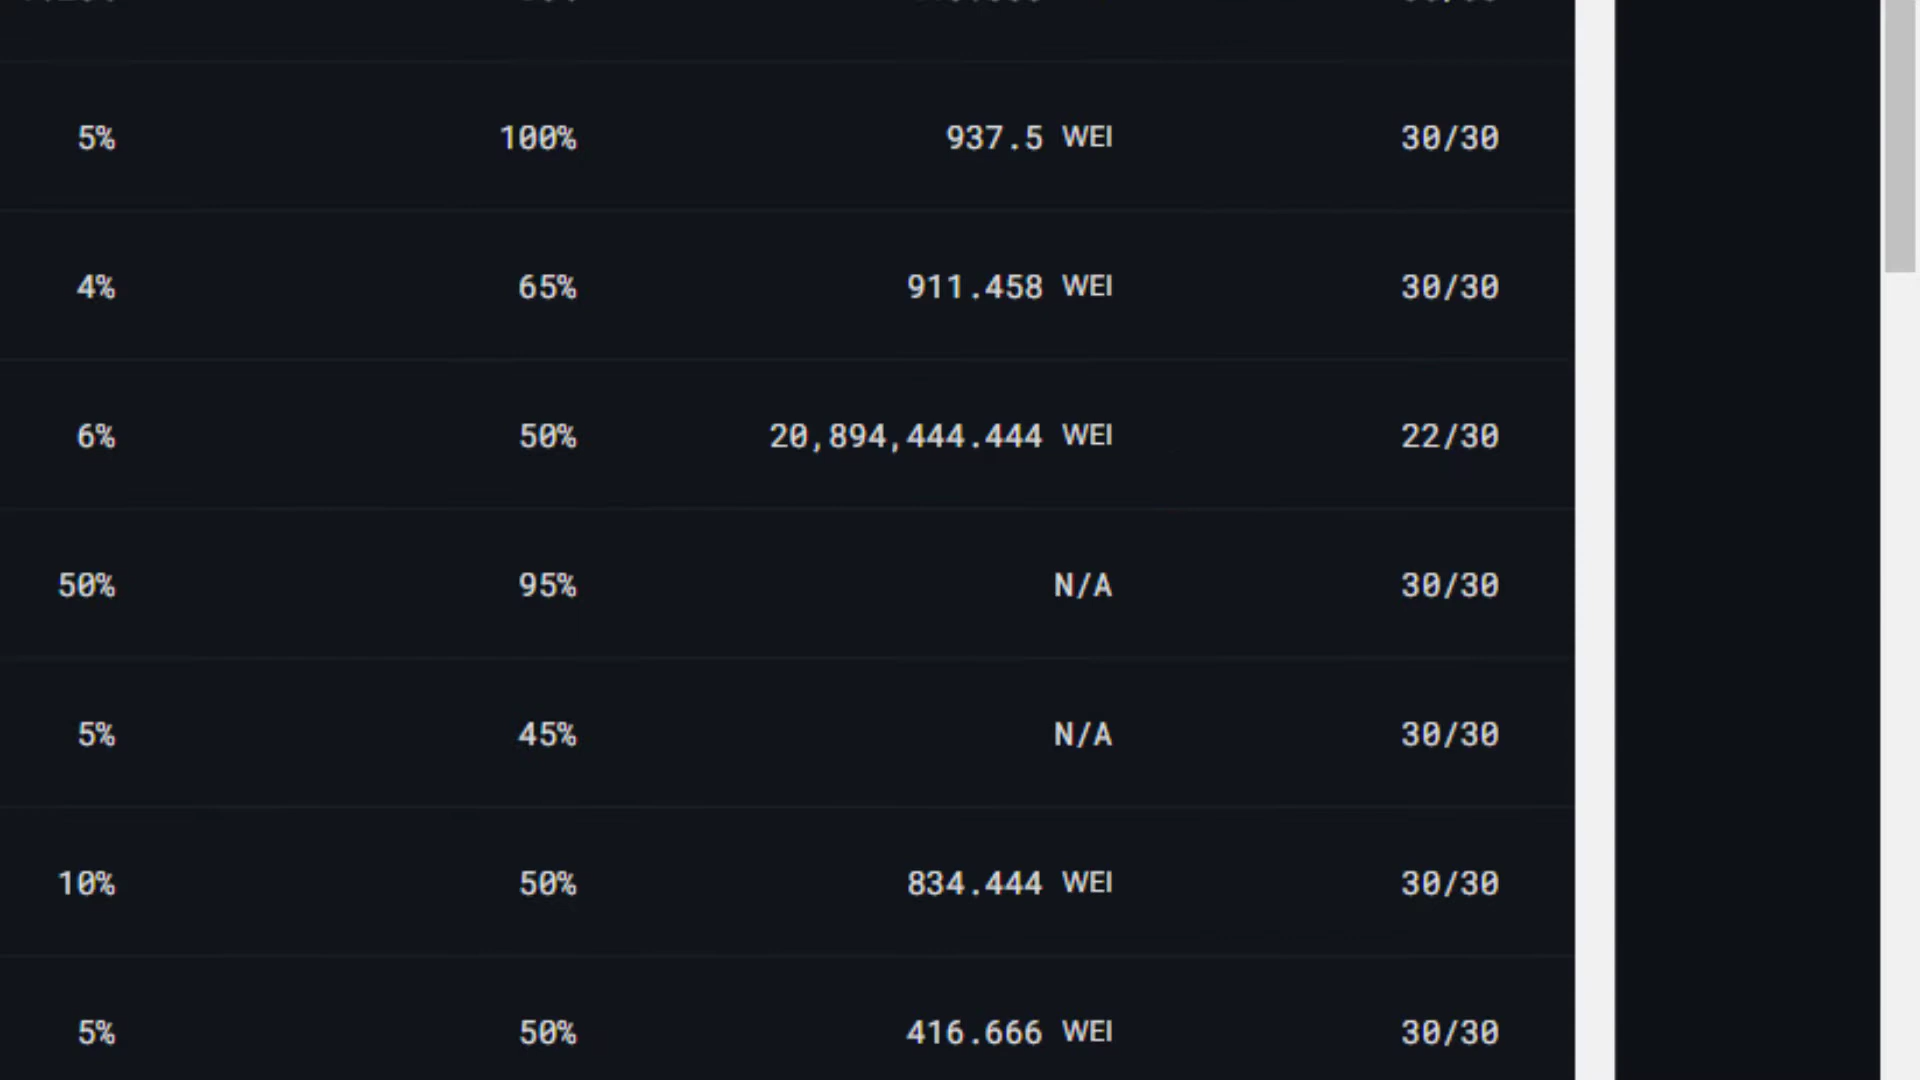 5% 100% 937.5 WEI 30/30
4% 65% 911.458 WEI 30/30
6% 50% 20,894,444.444 WEI 22/30
50% 95% N/A 30/30
5% 45% N/A 30/30
10% 50% 834.444 WEI 30/30
5% 50% 416.666 WEI 30/30